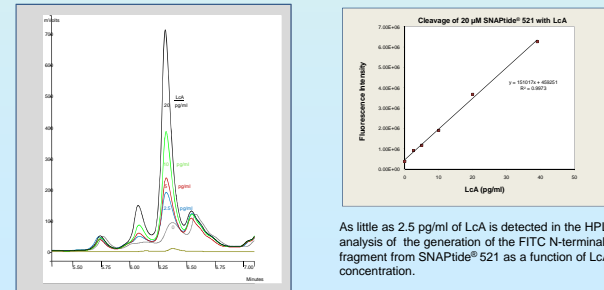 mVolts
700
600
500
400
300
200
100
0
LcA
20 pg/ml
pg/ml
5 pg/ml
2.5 pg/ml
0
5.50 5.75 6.00 6.25 6.50 6.75 7.00
Minutes
Cleavage of 20 µM SNAPtide® 521 with LcA
7.00E+06
6.00E+06
5.00E+06
4.00E+06
3.00E+06
2.00E+06
1.00E+06
0.00E+00
Fluorescence Intensity
y = 151017x + 459251
R² = 0.9973
0 10 20 30 40 50
LcA (pg/ml)
As little as 2.5 pg/ml of LcA is detected in the HPL
analysis of the generation of the FITC N-terminal
fragment from SNAPtide® 521 as a function of LcA
concentration.